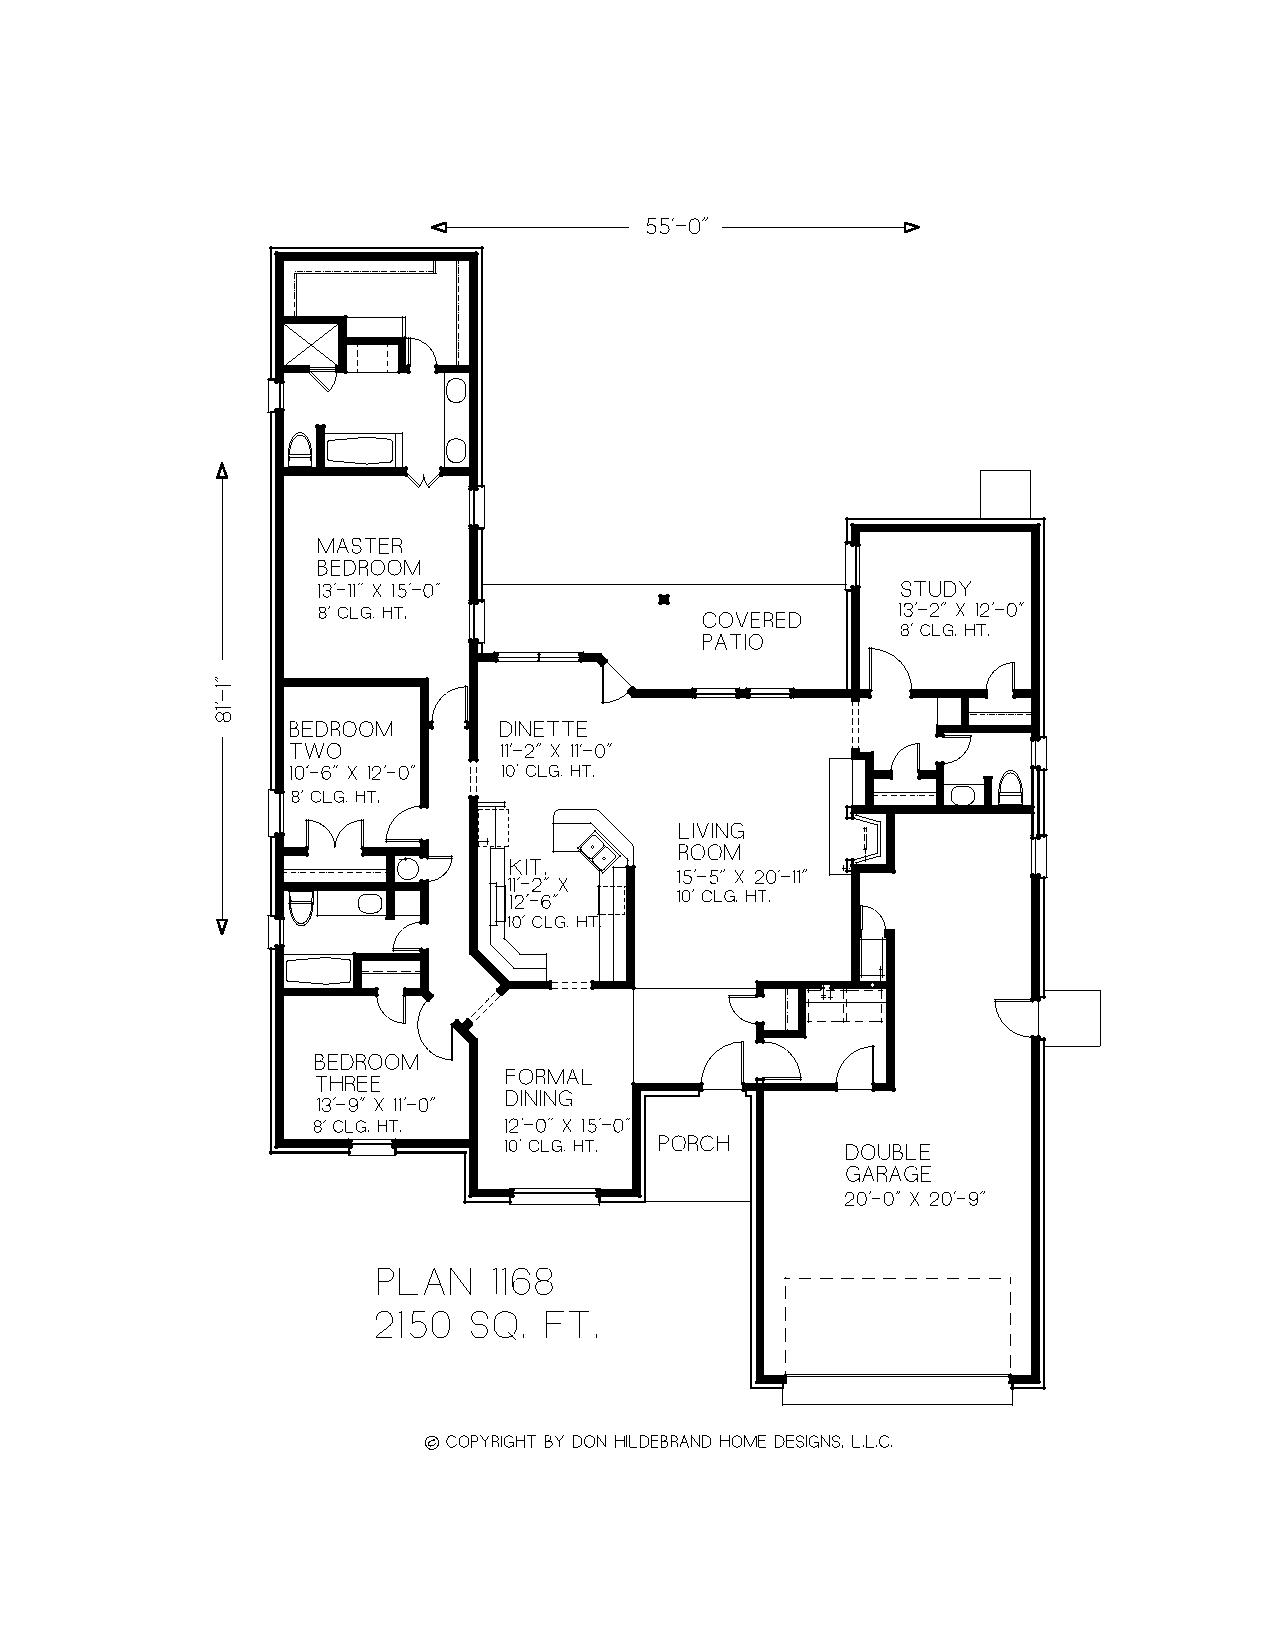 55'-0"
81'-1"
MASTER
BEDROOM
13'-11" X 15'-0"
8' CLG. HT.
STUDY
13'-2" X 12'-0"
8' CLG. HT.
COVERED
PATIO
BEDROOM
TWO
10'-6" X 12'-0"
8' CLG. HT.
DINETTE
11'-2" X 11'-0"
10' CLG. HT.
LIVING
ROOM
15'-5" X 20'-11"
10' CLG. HT.
KIT.
11'-2" X
12'-6"
10' CLG. HT.
BEDROOM
THREE
13'-9" X 11'-0"
8' CLG. HT.
FORMAL
DINING
12'-0" X 15'-0"
10' CLG. HT.
PORCH
DOUBLE
GARAGE
20'-0" X 20'-9"
PLAN 1168
2150 SQ. FT.
© COPYRIGHT BY DON HILDEBRAND HOME DESIGNS, L.L.C.